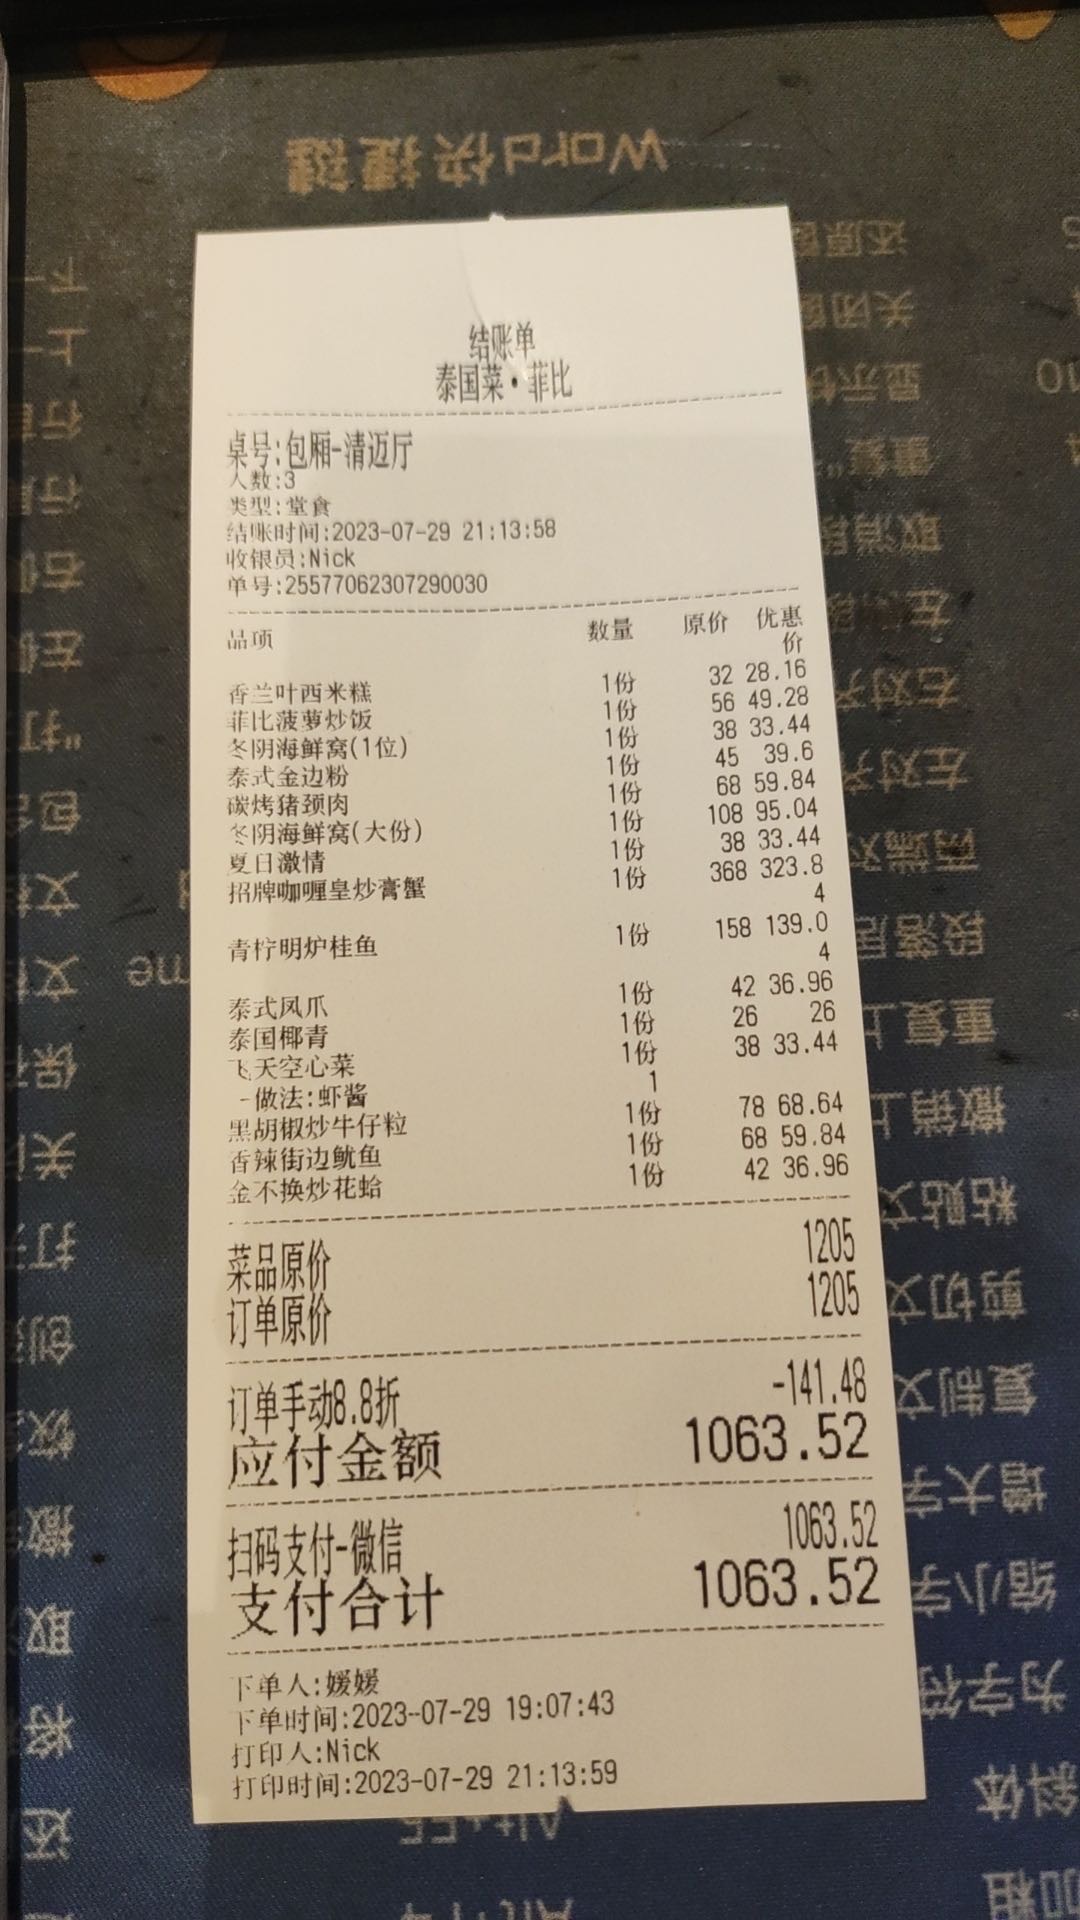 Word快捷键
结账单
泰国菜·菲比
桌号:包厢-清迈厅
人数:3
类型:堂食
结账时间:2023-07-29 21:13:58
收银员:Nick
单号:25577062307290030
品项 数量 原价 优惠价
香兰叶西米糕 1份 32 28.16
菲比菠萝炒饭 1份 56 49.28
冬阴海鲜窝(1位) 1份 38 33.44
泰式金边粉 1份 45 39.6
碳烤猪颈肉 1份 68 59.84
冬阴海鲜窝(大份) 1份 108 95.04
夏日激情 1份 38 33.44
招牌咖喱皇炒膏蟹 1份 368 323.84
青柠明炉桂鱼 1份 158 139.04
泰式凤爪 1份 42 36.96
泰国椰青 1份 26 26
飞天空心菜 1份 38 33.44
-做法:虾酱 1
黑胡椒炒牛仔粒 1份 78 68.64
香辣街边鱿鱼 1份 68 59.84
金不换炒花蛤 1份 42 36.96
菜品原价 1205
订单原价 1205
订单手动8.8折 -141.48
应付金额 1063.52
扫码支付-微信 1063.52
支付合计 1063.52
下单人:媛媛
下单时间:2023-07-29 19:07:43
打印人:Nick
打印时间:2023-07-29 21:13:59